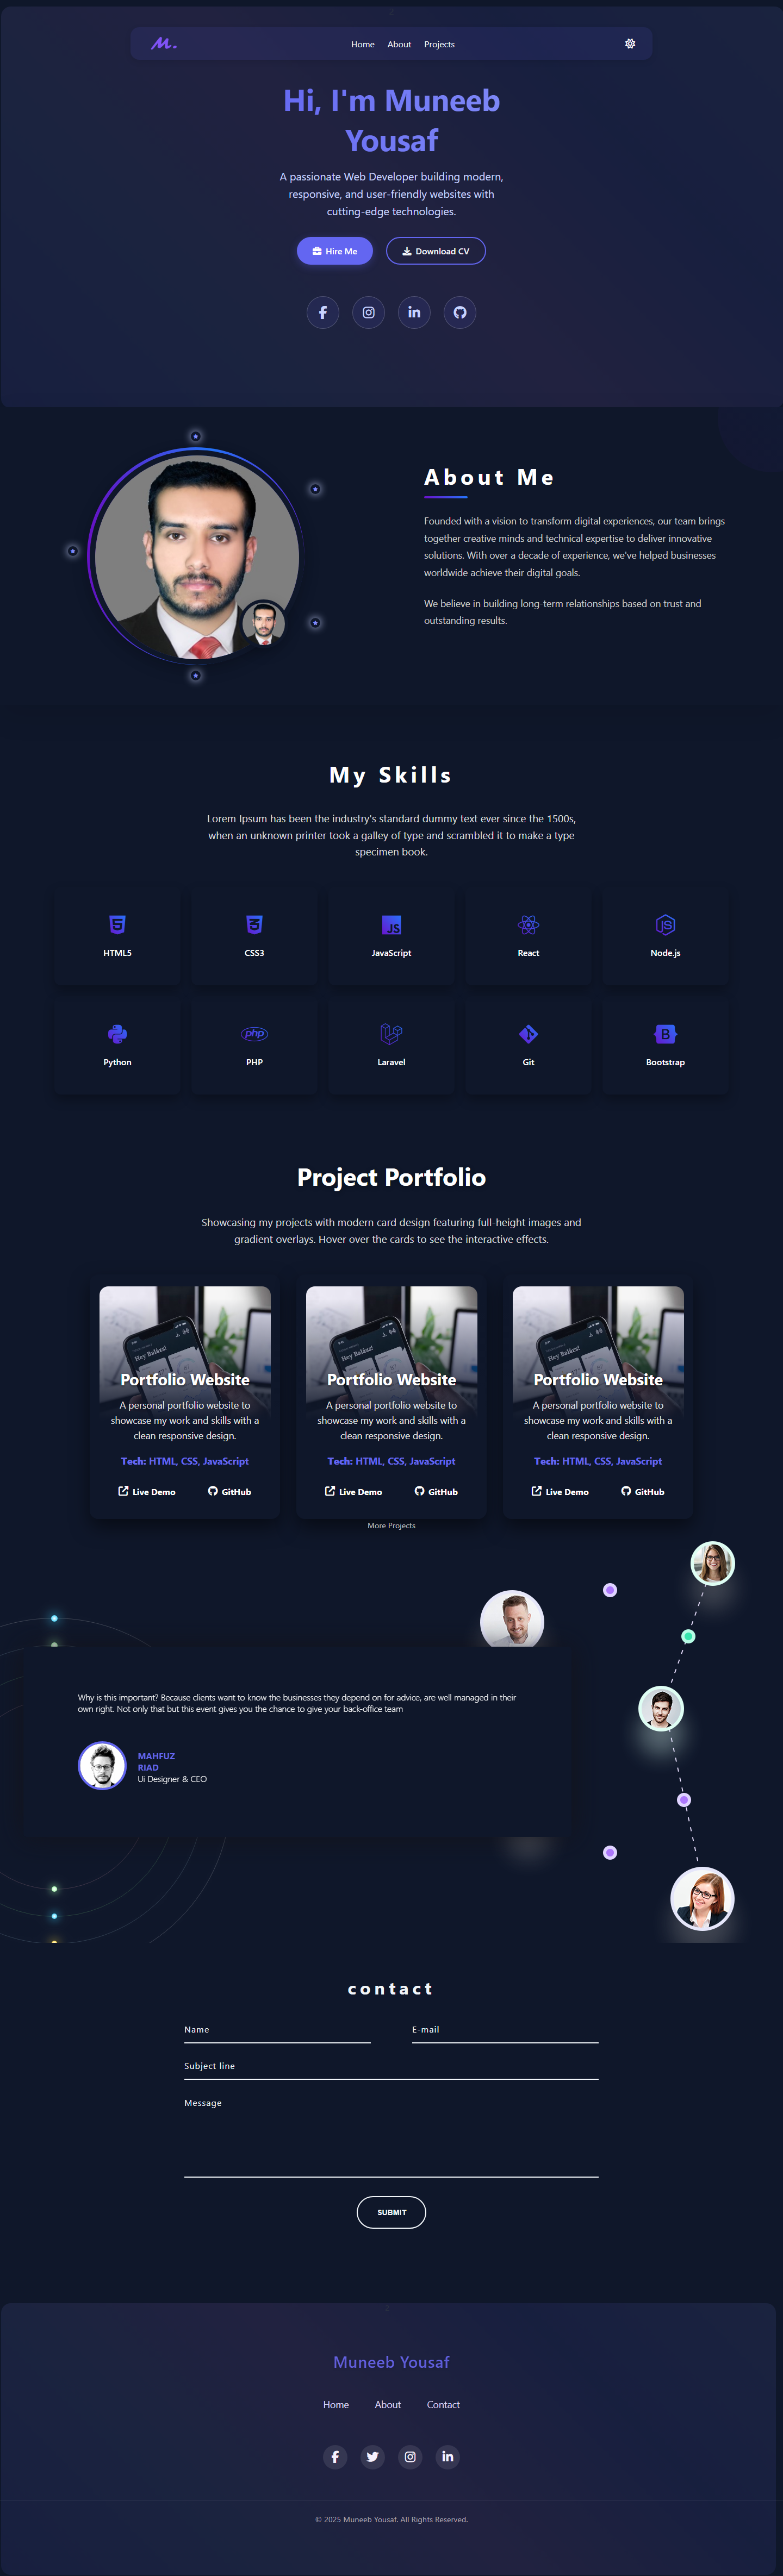 M.
Home About Projects
Hi, I'm Muneeb
Yousaf
A passionate Web Developer building modern,
responsive, and user-friendly websites with
cutting-edge technologies.
Hire Me Download CV
About Me
Founded with a vision to transform digital experiences, our team brings
together creative minds and technical expertise to deliver innovative
solutions. With over a decade of experience, we've helped businesses
worldwide achieve their digital goals.
We believe in building long-term relationships based on trust and
outstanding results.
My Skills
Lorem Ipsum has been the industry's standard dummy text ever since the 1500s,
when an unknown printer took a galley of type and scrambled it to make a type
specimen book.
HTML5 CSS3 JavaScript React Node.js
Python PHP Laravel Git Bootstrap
Project Portfolio
Showcasing my projects with modern card design featuring full-height images and
gradient overlays. Hover over the cards to see the interactive effects.
Hey Balázs!
Portfolio Website
A personal portfolio website to
showcase my work and skills with a
clean responsive design.
Tech: HTML, CSS, JavaScript
Live Demo GitHub
Hey Balázs!
Portfolio Website
A personal portfolio website to
showcase my work and skills with a
clean responsive design.
Tech: HTML, CSS, JavaScript
Live Demo GitHub
Hey Balázs!
Portfolio Website
A personal portfolio website to
showcase my work and skills with a
clean responsive design.
Tech: HTML, CSS, JavaScript
Live Demo GitHub
More Projects
Why is this important? Because clients want to know the businesses they depend on for advice, are well managed in their
own right. Not only that but this event gives you the chance to give your back-office team
MAHFUZ
RIAD
Ui Designer & CEO
contact
Name E-mail
Subject line
Message
SUBMIT
Muneeb Yousaf
Home About Contact
© 2025 Muneeb Yousaf. All Rights Reserved.